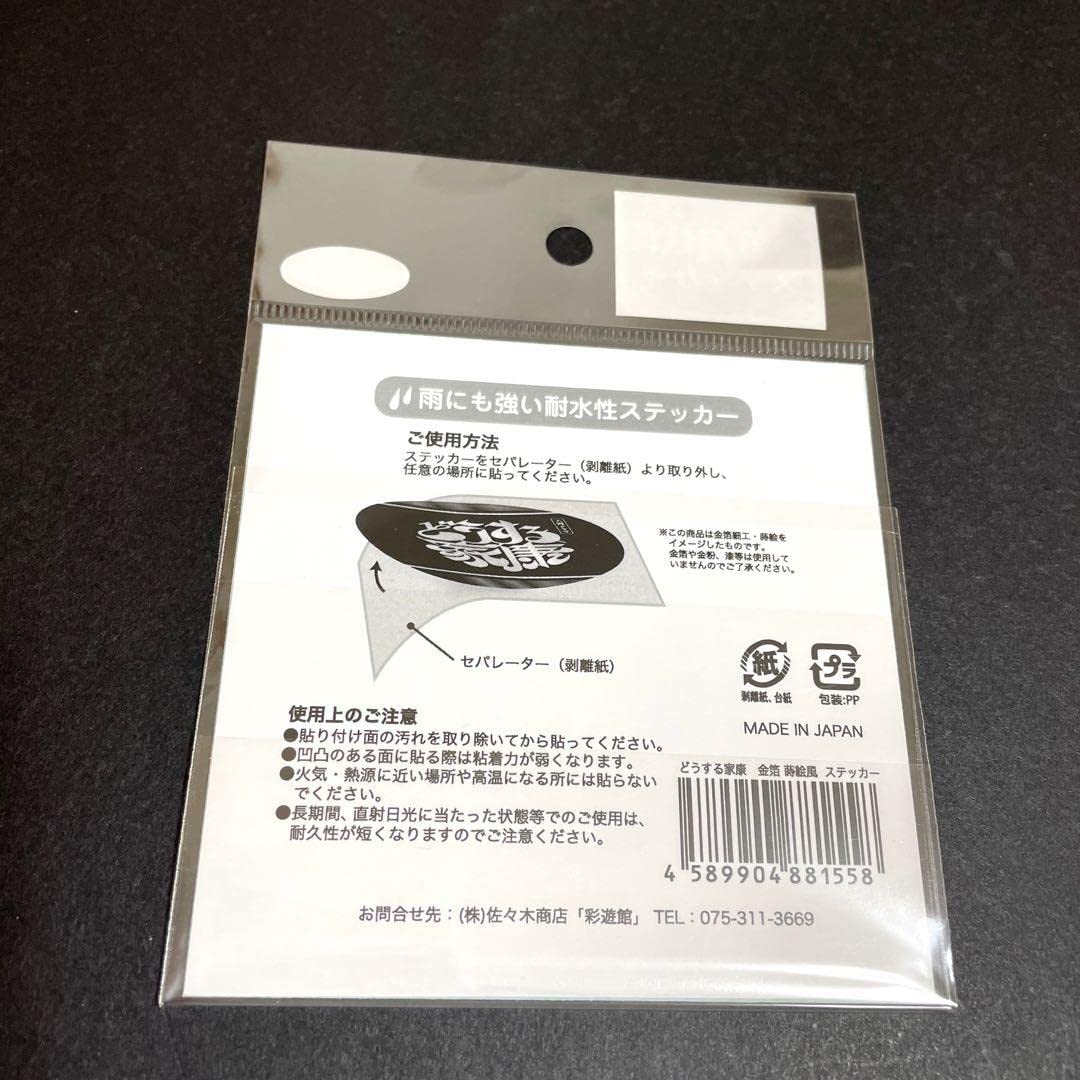 雨にも強い耐水性ステッカー
ご使用方法
ステッカーをセパレーター（剥離紙）より取り外し、
任意の場所に貼ってください。
どうする
家康
※この商品は金箔細工・蒔絵を
イメージしたものです。
金箔や金粉、漆等は使用して
いませんのでご了承ください。
セパレーター（剥離紙）
紙
プラ
剥離紙、台紙
包装:PP
MADE IN JAPAN
使用上のご注意
●貼り付け面の汚れを取り除いてから貼ってください。
●凹凸のある面に貼る際は粘着力が弱くなります。
●火気・熱源に近い場所や高温になる所には貼らない
でください。
●長期間、直射日光に当たった状態等でのご使用は、
耐久性が短くなりますのでご注意ください。
どうする家康 金箔 蒔絵風 ステッカー
4 589904 881558
お問合せ先：(株)佐々木商店「彩遊館」 TEL：075-311-3669